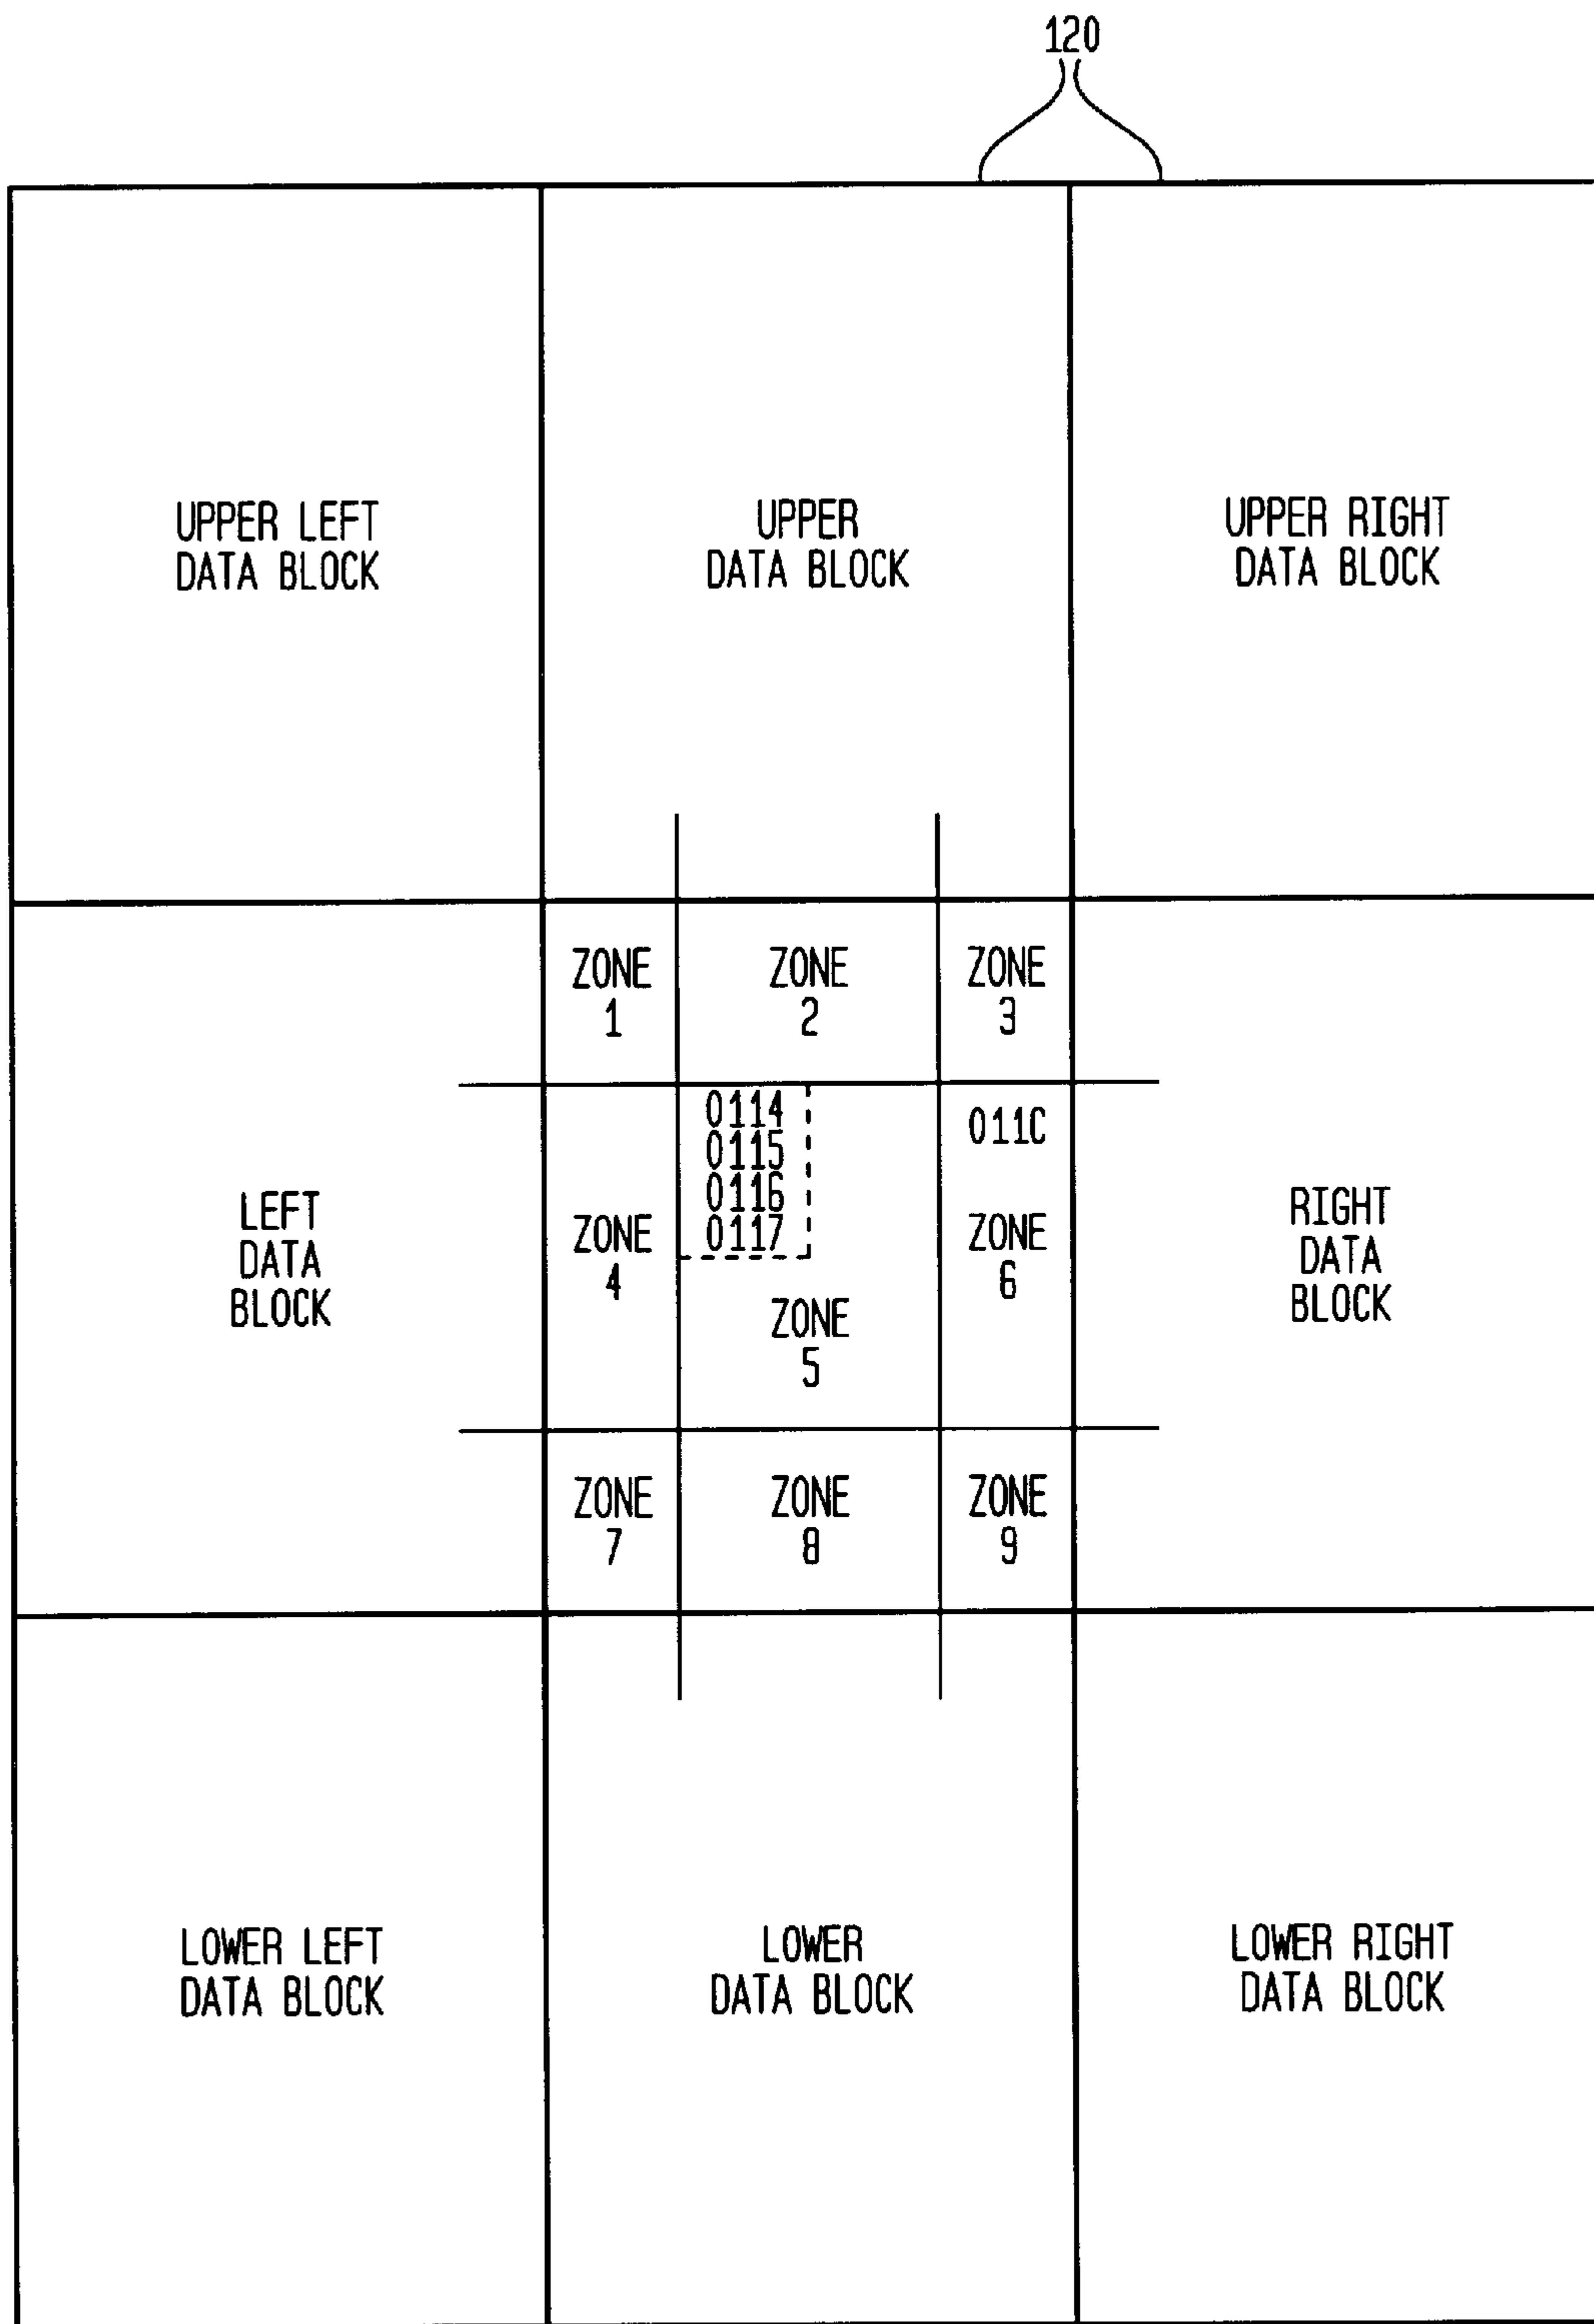 120
UPPER LEFT
DATA BLOCK
UPPER
DATA BLOCK
UPPER RIGHT
DATA BLOCK
ZONE
1
ZONE
2
ZONE
3
LEFT
DATA
BLOCK
ZONE
4
0114
0115
0116
0117
ZONE
5
011C
ZONE
6
RIGHT
DATA
BLOCK
ZONE
7
ZONE
8
ZONE
9
LOWER LEFT
DATA BLOCK
LOWER
DATA BLOCK
LOWER RIGHT
DATA BLOCK